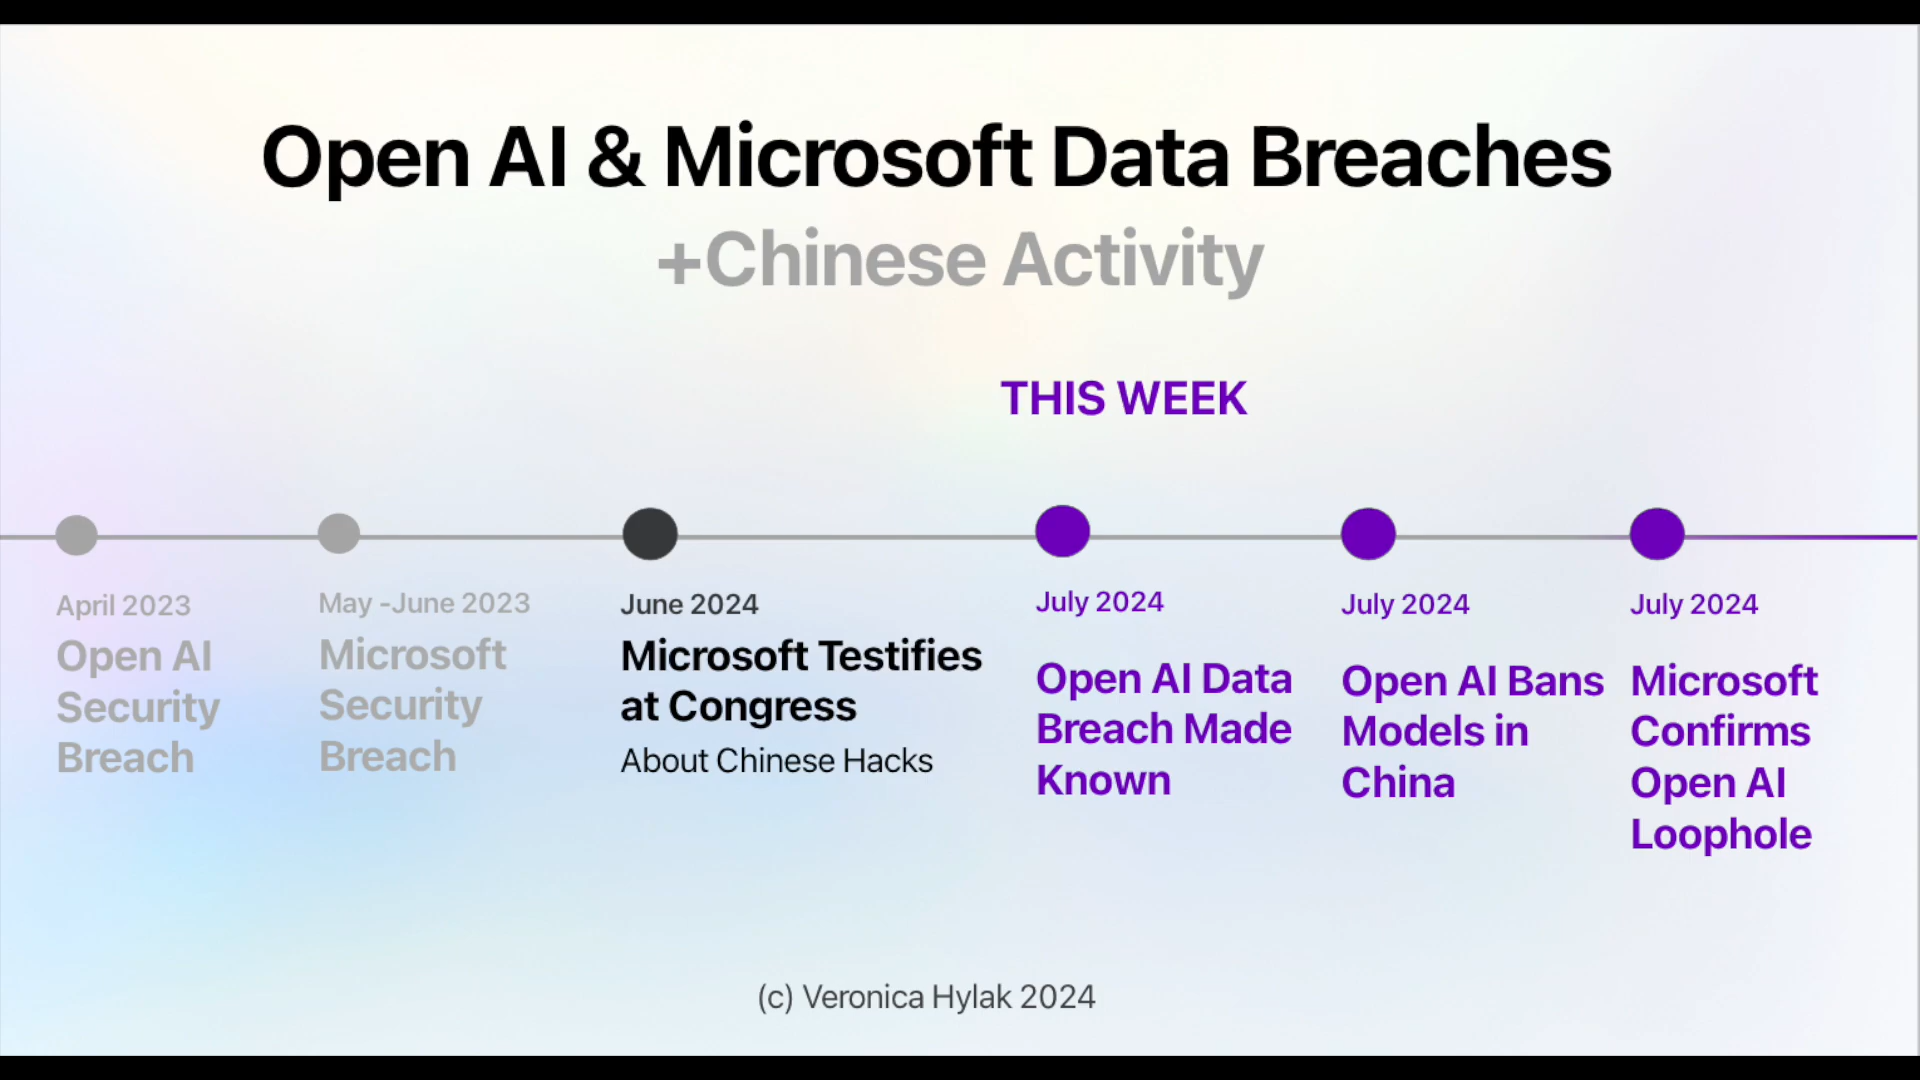 Open AI & Microsoft Data Breaches
+Chinese Activity
THIS WEEK
April 2023
Open AI
Security
Breach
May -June 2023
Microsoft
Security
Breach
June 2024
Microsoft Testifies
at Congress
About Chinese Hacks
July 2024
Open AI Data
Breach Made
Known
July 2024
Open AI Bans
Models in
China
July 2024
Microsoft
Confirms
Open AI
Loophole
(c) Veronica Hylak 2024